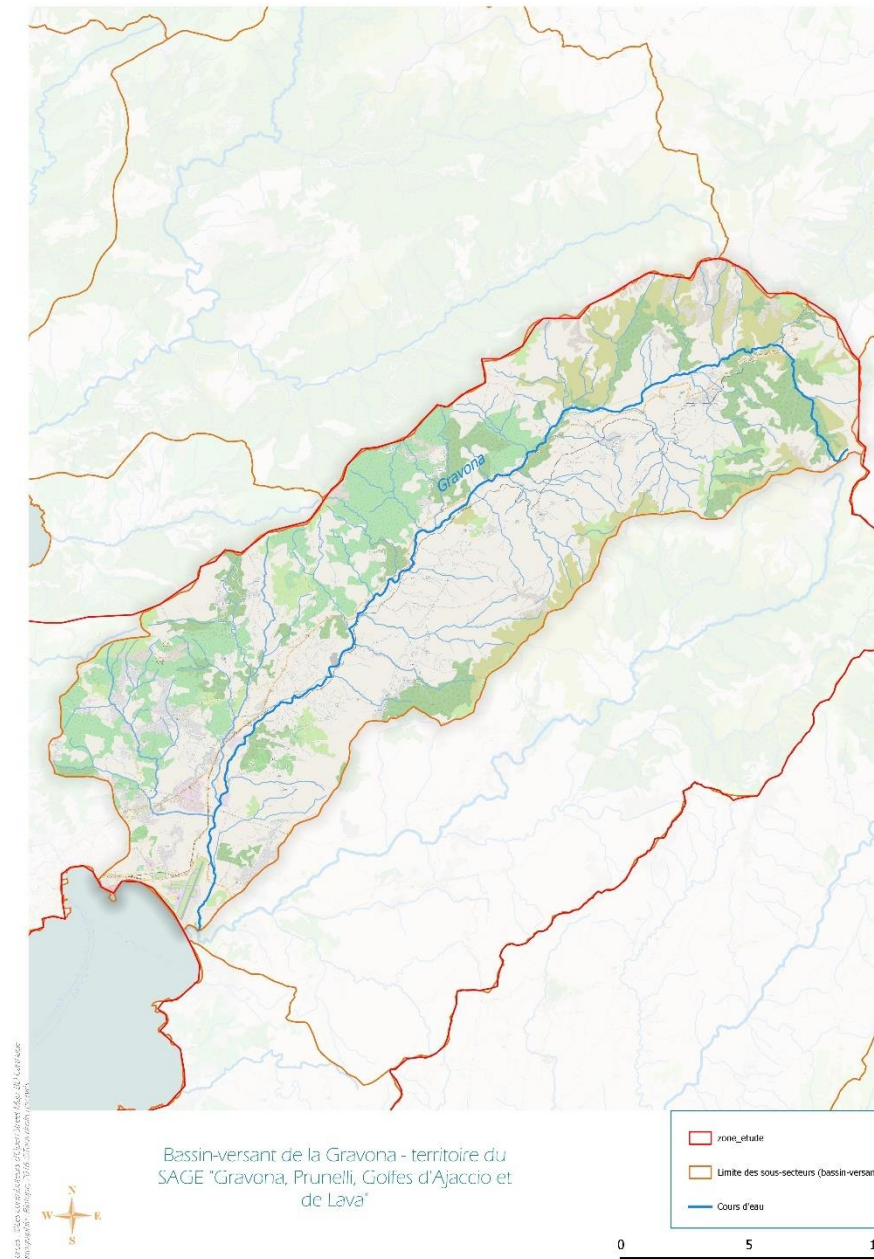 Gravona
Bassin-versant de la Gravona - territoire du
SAGE "Gravona, Prunelli, Golfes d'Ajaccio et
de Lava"
N
W E
S
zone_etude
Limite des sous-secteurs (bassin-versan
Cours d'eau
0 5 1